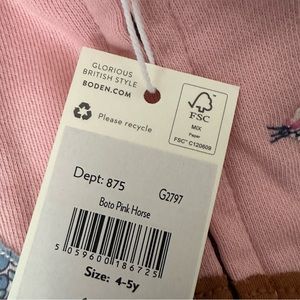 GLORIOUS
BRITISH STYLE
BODEN.COM
Please recycle
FSC
MIX
Paper
FSC® C120609
Dept: 875
G2797
Boto Pink Horse
5 059600 186725
Size: 4-5y